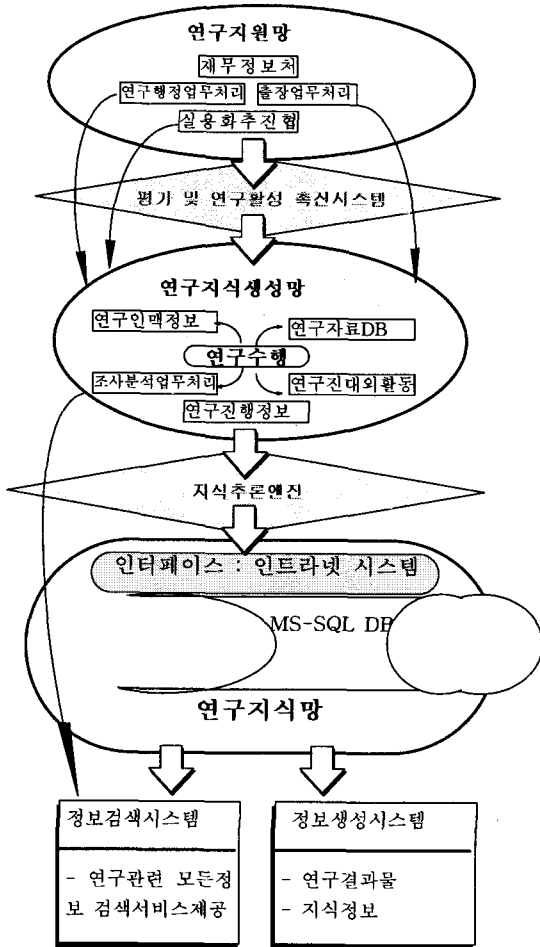 연구지원망
재무정보처
연구행정업무처리 출장업무처리
실용화추진협
평가 및 연구활성 촉신시스템
연구지식생성망
연구인맥정보
연구자료DB
연구수행
조사분석업무처리
연구진대외활동
연구진행정보
지식추론엔진
인터페이스 : 인트라넷 시스템
MS-SQL DB
연구지식망
정보검색시스템
- 연구관련 모든정
보 검색서비스제공
정보생성시스템
- 연구결과물
- 지식정보